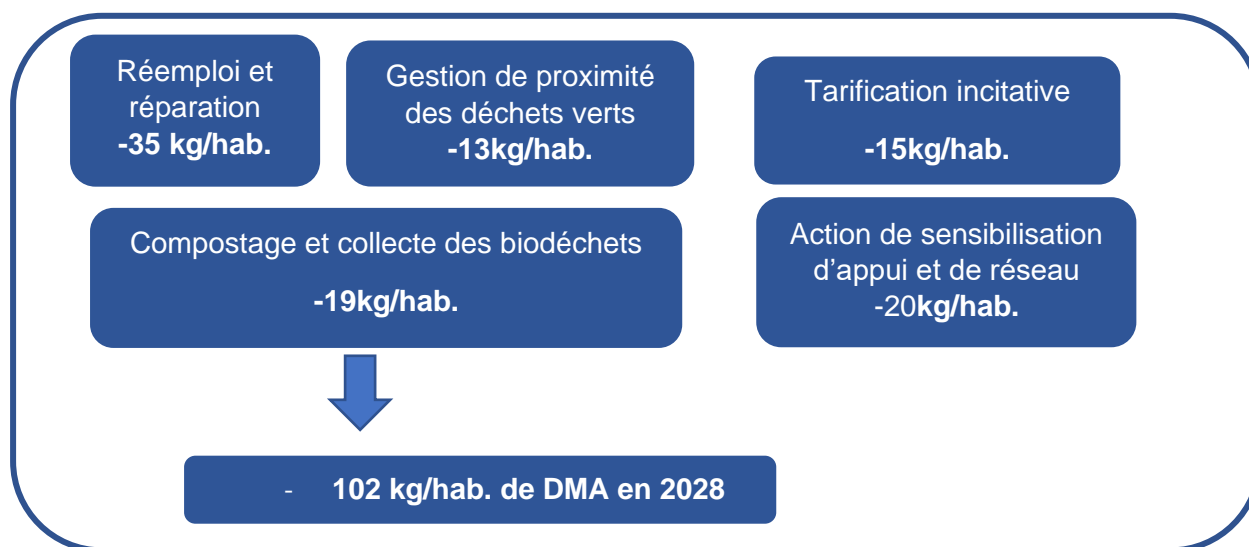 Réemploi et
réparation
-35 kg/hab.
Gestion de proximité
des déchets verts
-13kg/hab.
Tarification incitative
-15kg/hab.
Compostage et collecte des biodéchets
-19kg/hab.
Action de sensibilisation
d’appui et de réseau
-20kg/hab.
- 102 kg/hab. de DMA en 2028